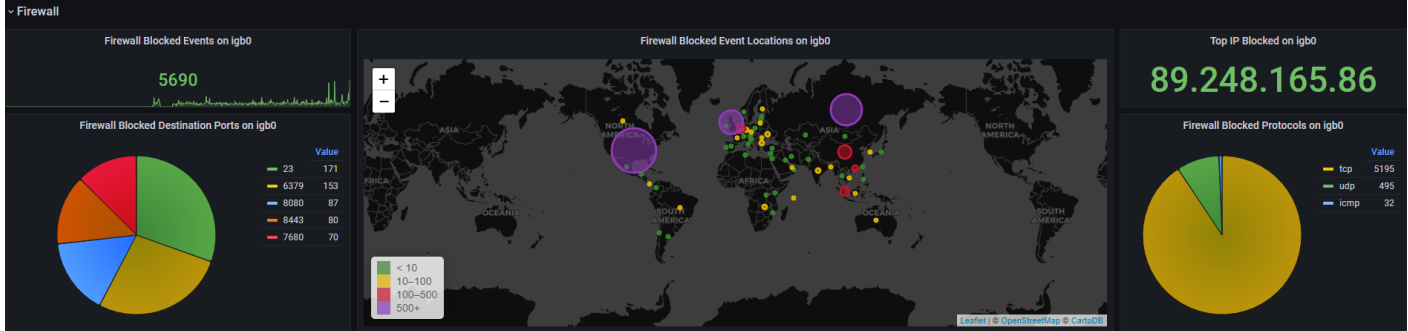 Firewall
Firewall Blocked Events on igb0
5690
Firewall Blocked Destination Ports on igb0
Value
23 171
6379 153
8080 87
8443 80
7680 70
Firewall Blocked Event Locations on igb0
+
−
ASIA
NORTH AMERICA
ASIA
NORTH AMERICA
AFRICA
AFRICA
OCEANIA
SOUTH AMERICA
OCEANIA
SOUTH AMERICA
< 10
10–100
100–500
500+
Leaflet | © OpenStreetMap © CartoDB
Top IP Blocked on igb0
89.248.165.86
Firewall Blocked Protocols on igb0
Value
tcp 5195
udp 495
icmp 32